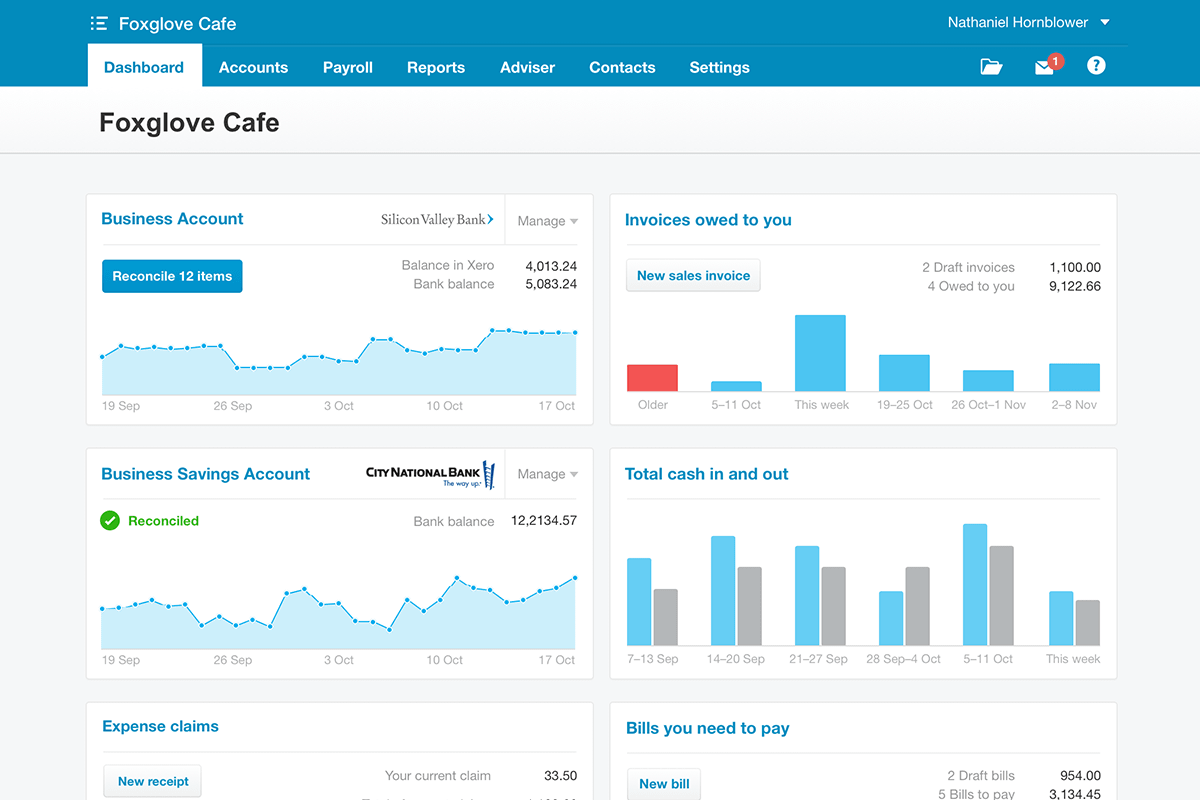 Foxglove Cafe
Nathaniel Hornblower
Dashboard Accounts Payroll Reports Adviser Contacts Settings
1
?
Foxglove Cafe
Business Account
Silicon Valley Bank
Manage
Reconcile 12 items
Balance in Xero 4,013.24
Bank balance 5,083.24
19 Sep 26 Sep 3 Oct 10 Oct 17 Oct
Invoices owed to you
New sales invoice
2 Draft invoices 1,100.00
4 Owed to you 9,122.66
Older 5–11 Oct This week 19–25 Oct 26 Oct–1 Nov 2–8 Nov
Business Savings Account
CITY NATIONAL BANK
The way up.
Manage
Reconciled
Bank balance 12,2134.57
19 Sep 26 Sep 3 Oct 10 Oct 17 Oct
Total cash in and out
7–13 Sep 14–20 Sep 21–27 Sep 28 Sep–4 Oct 5–11 Oct This week
Expense claims
New receipt
Your current claim 33.50
Bills you need to pay
New bill
2 Draft bills 954.00
5 Bills to pay 3,134.45